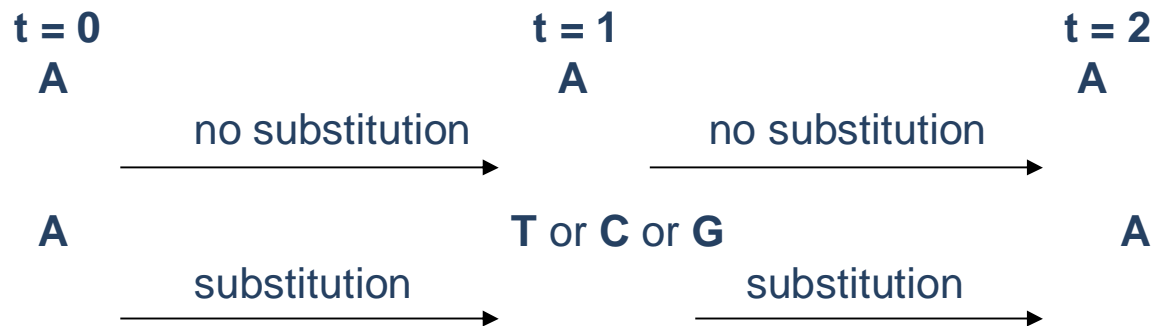 t = 0 t = 1 t = 2
A A A
no substitution no substitution
A T or C or G A
substitution substitution